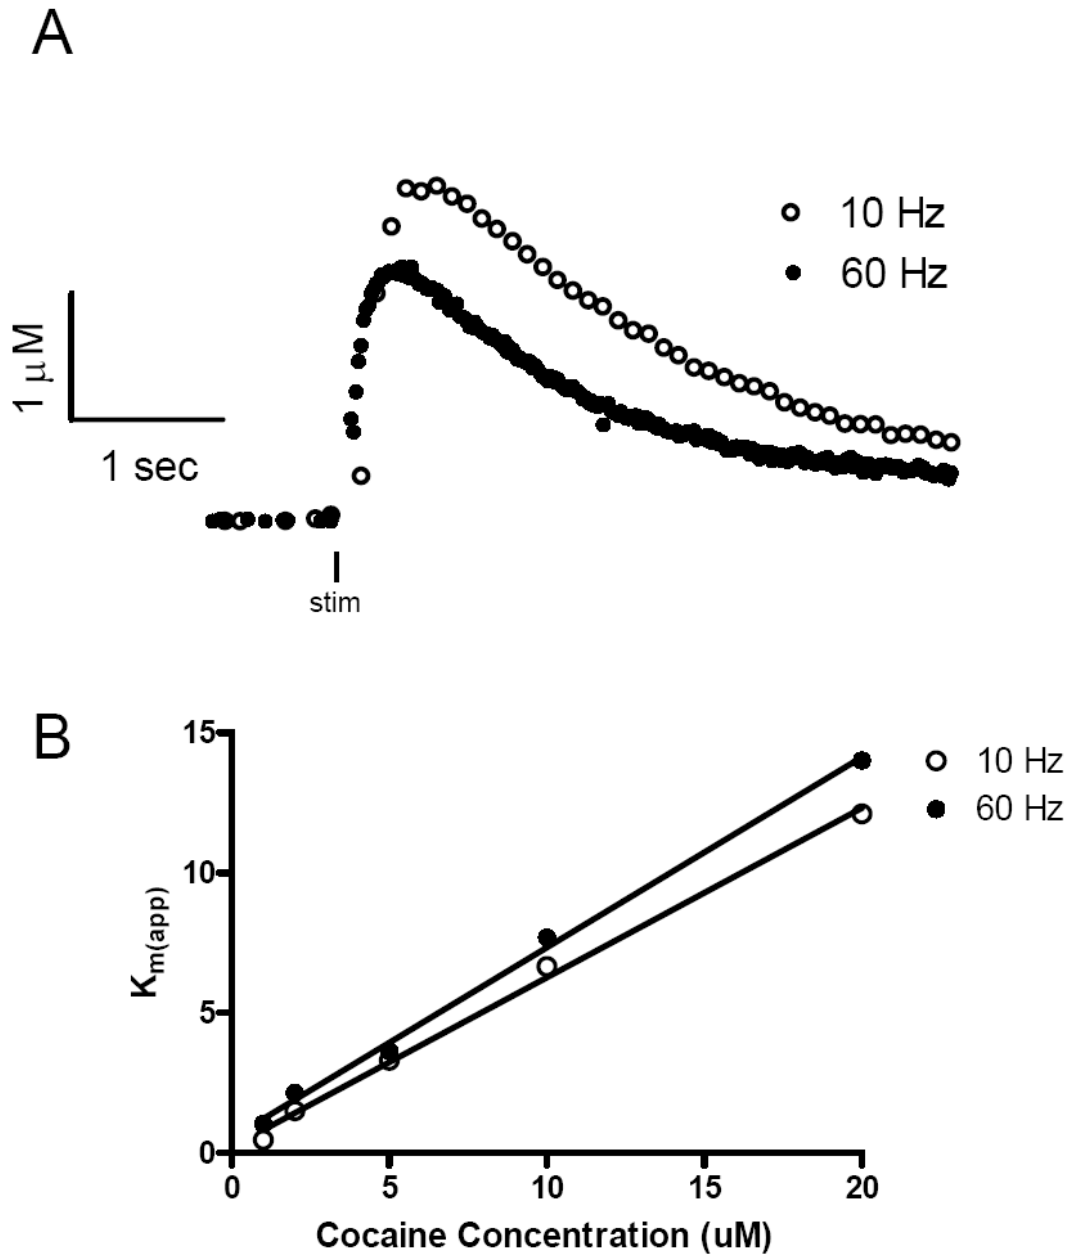 A
10 Hz
60 Hz
1 μM
1 sec
stim
B
15
10
5
0
Km(app)
10 Hz
60 Hz
0 5 10 15 20
Cocaine Concentration (uM)